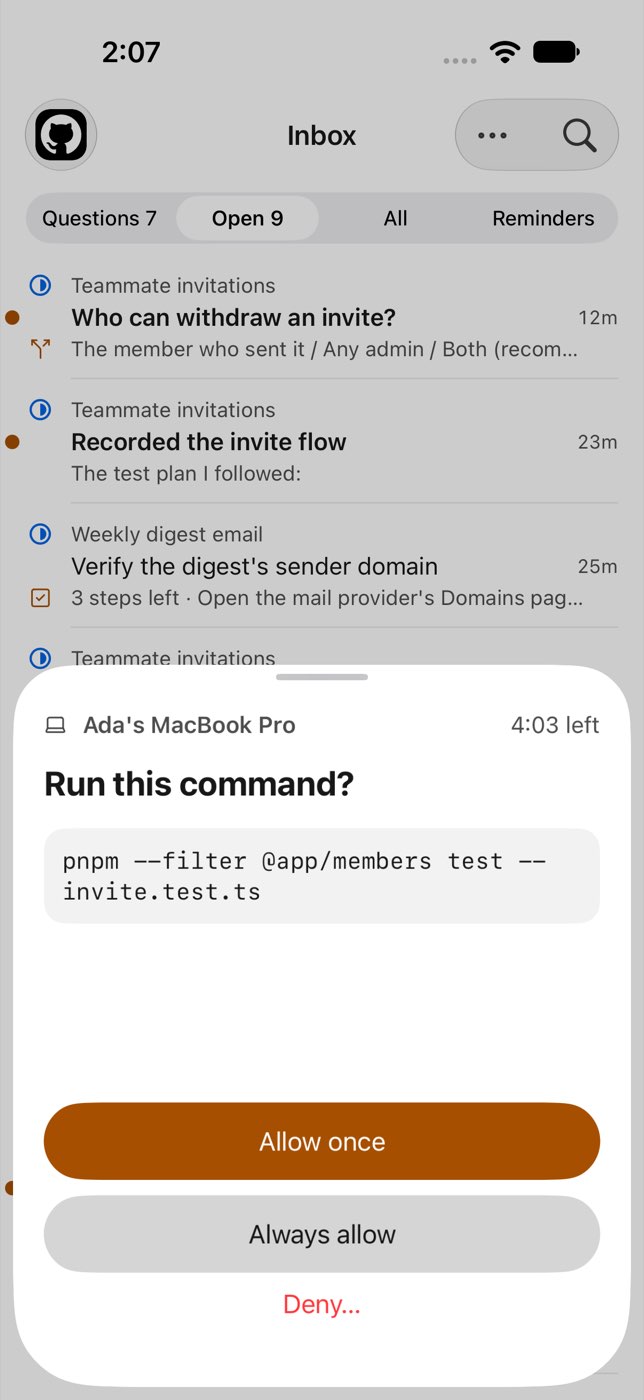 2:07
Inbox
Questions 7
Open 9
All
Reminders
Teammate invitations
Who can withdraw an invite?
12m
The member who sent it / Any admin / Both (recom...
Teammate invitations
Recorded the invite flow
23m
The test plan I followed:
Weekly digest email
Verify the digest's sender domain
25m
3 steps left · Open the mail provider's Domains pag...
Teammate invitations
Ada's MacBook Pro
4:03 left
Run this command?
pnpm --filter @app/members test --
invite.test.ts
Allow once
Always allow
Deny...